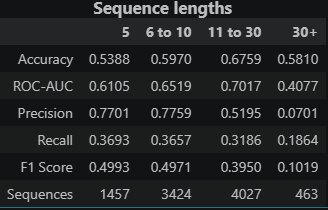 Sequence lengths
5 6 to 10 11 to 30 30+
Accuracy 0.5388 0.5970 0.6759 0.5810
ROC-AUC 0.6105 0.6519 0.7017 0.4077
Precision 0.7701 0.7759 0.5195 0.0701
Recall 0.3693 0.3657 0.3186 0.1864
F1 Score 0.4993 0.4971 0.3950 0.1019
Sequences 1457 3424 4027 463